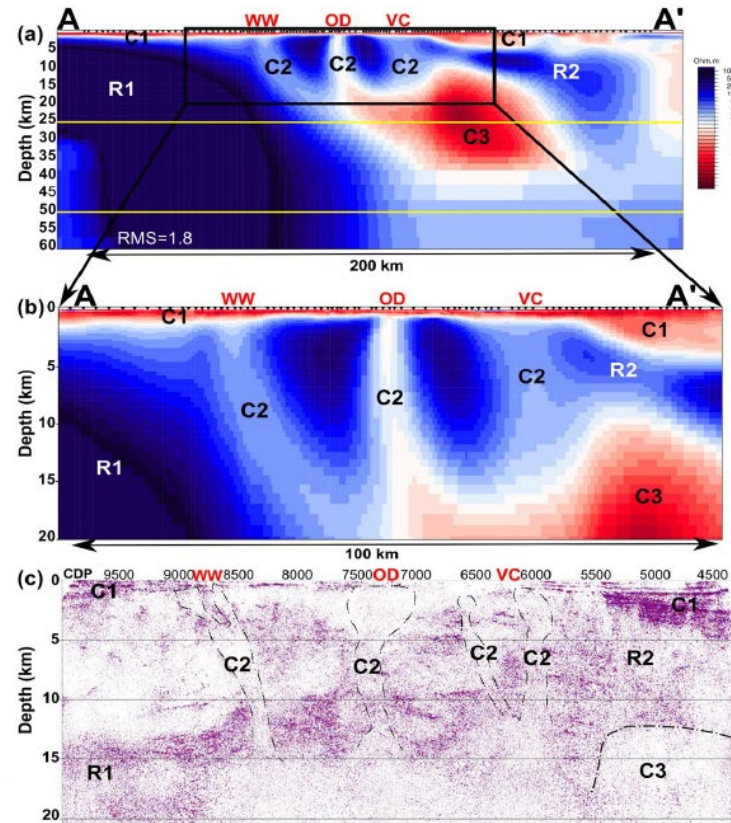 A WW OD VC A'
(a) C1 C1
Ohm.m
0
5
10
15
20
25
30
35
40
45
50
55
60
Depth (km)
R1 C2 C2 C2 R2
C3
RMS=1.8
200 km
A A'
(b) WW OD VC
0
5
10
15
20
Depth (km)
C1 C1
R2
C2 C2 C2
R1 C3
100 km
(c) CDP 9500 9000 WW 8500 8000 7500 OD 7000 6500 VC 6000 5500 5000 4500
0
5
10
15
20
Depth (km)
C1 C1
C2 C2 C2 C2 R2
R1 C3